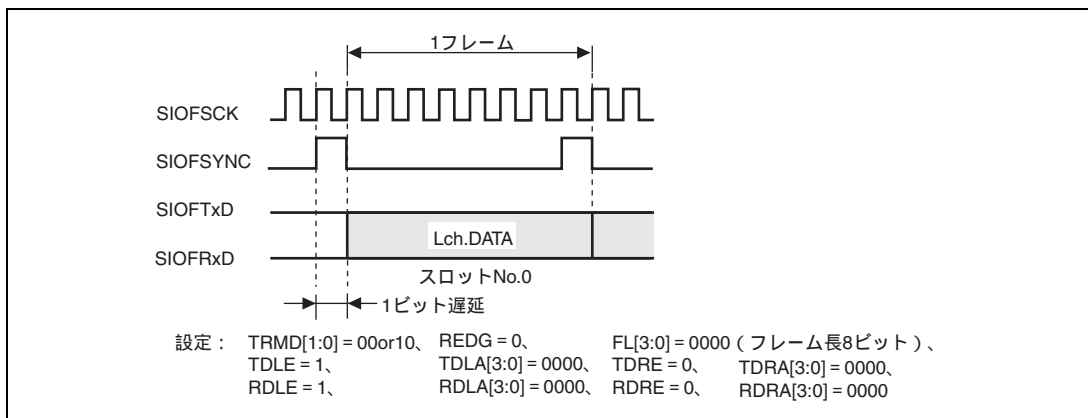 1フレーム
SIOFSCK
SIOFSYNC
SIOFTxD
Lch.DATA
SIOFRxD
スロットNo.0
1ビット遅延
設定： TRMD[1:0] = 00or10、 REDG = 0、 FL[3:0] = 0000（フレーム長8ビット）、
TDLE = 1、 TDLA[3:0] = 0000、 TDRE = 0、 TDRA[3:0] = 0000、
RDLE = 1、 RDLA[3:0] = 0000、 RDRE = 0、 RDRA[3:0] = 0000